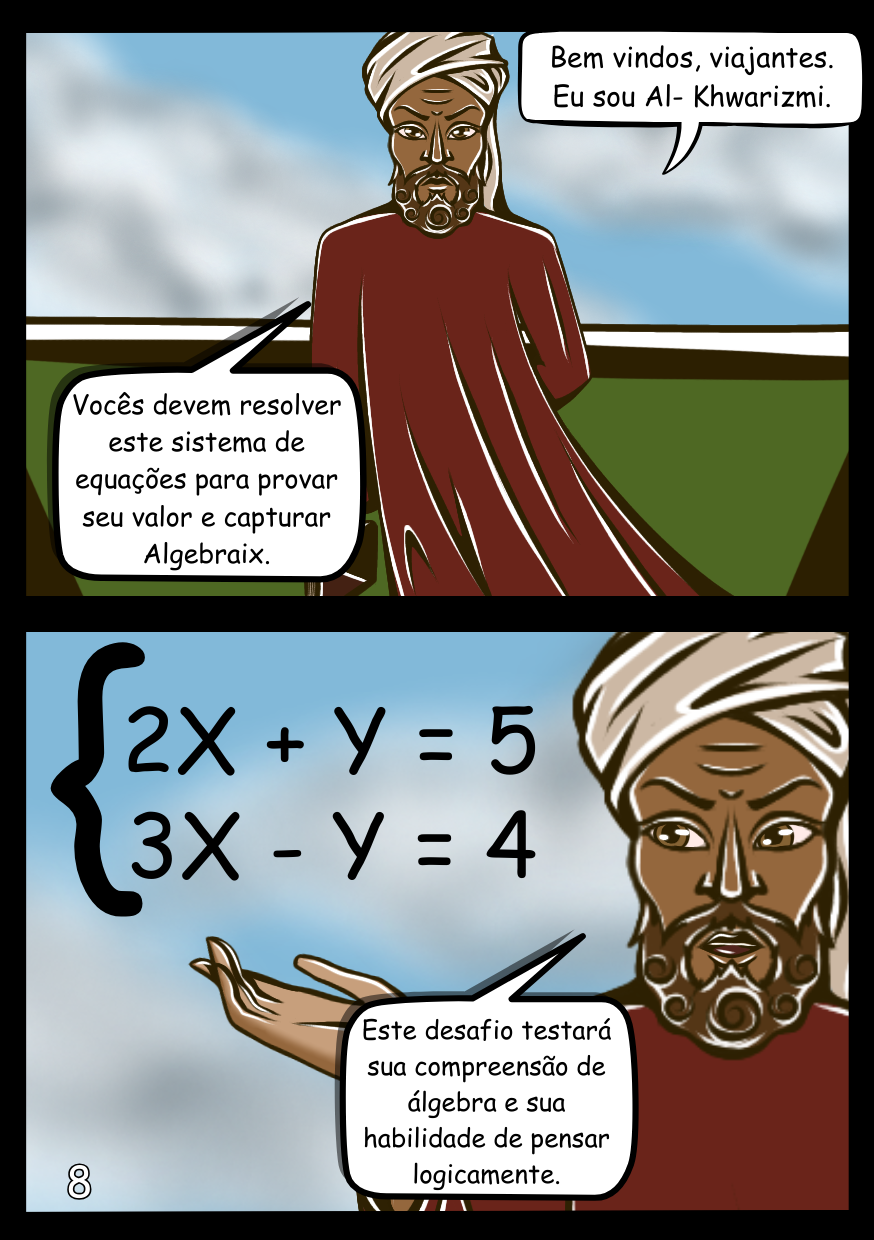 Bem vindos, viajantes.
Eu sou Al- Khwarizmi.
Vocês devem resolver
este sistema de
equações para provar
seu valor e capturar
Algebraix.
{
2X + Y = 5
3X - Y = 4
Este desafio testará
sua compreensão de
álgebra e sua
habilidade de pensar
logicamente.
8